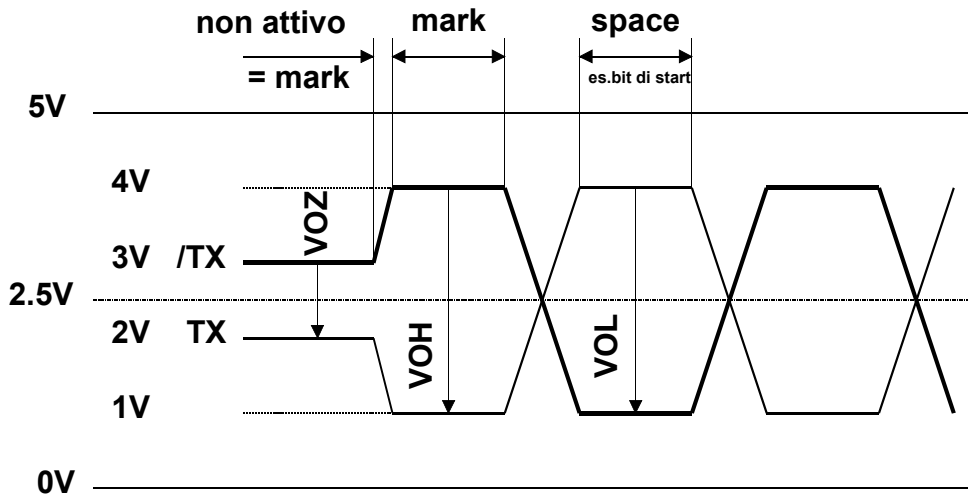 non attivo mark space
= mark es.bit di start
5V
4V
VOZ
3V /TX
2.5V
2V TX
VOH VOL
1V
0V